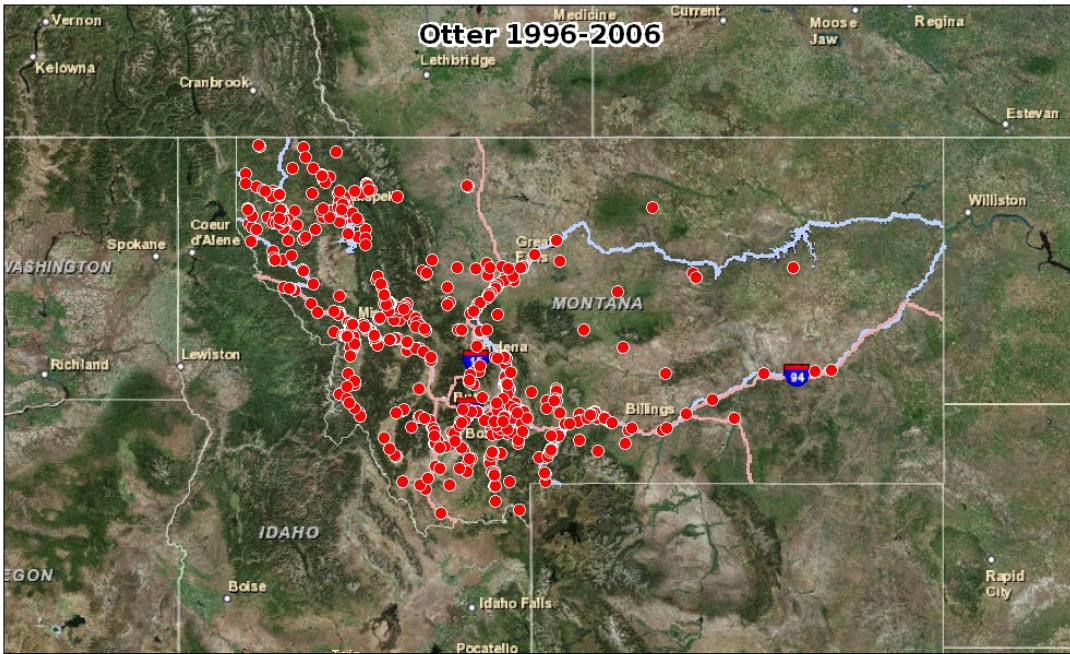 Otter 1996-2006
Vernon
Medicine
Current
Moose
Jaw
Regina
Kelowna
Cranbrook
Lethbridge
Estevan
Williston
Coeur
d'Alene
Spokane
WASHINGTON
MONTANA
Richland
Lewiston
15
94
Billings
IDAHO
EGON
Boise
Idaho Falls
Pocatello
Rapid
City